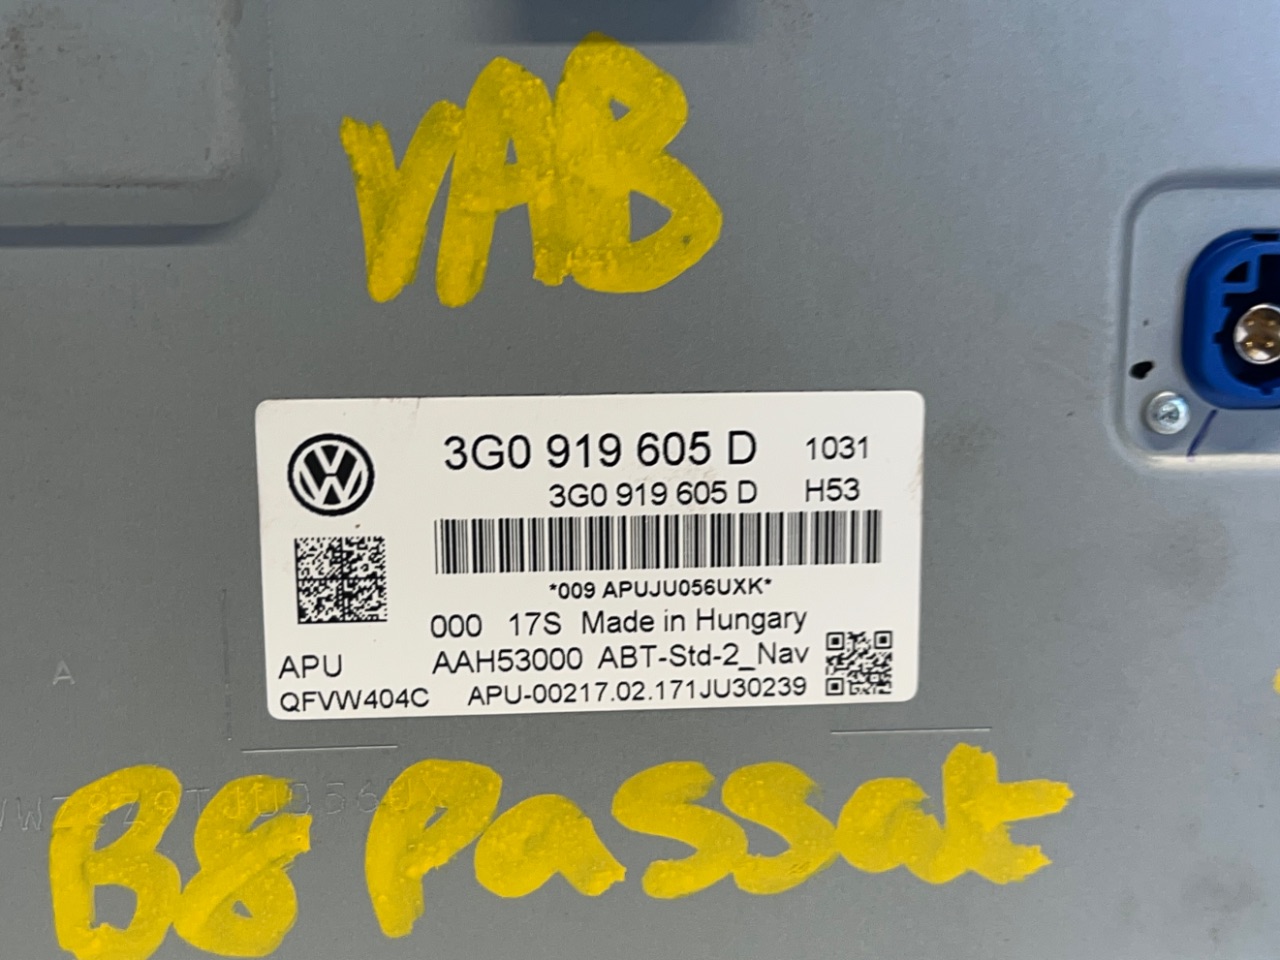 VAB
3G0 919 605 D 1031
3G0 919 605 D H53
*009 APUJU056UXK*
000 17S Made in Hungary
APU AAH53000 ABT-Std-2_Nav
QFVW404C APU-00217.02.171JU30239
A
B8 Passat